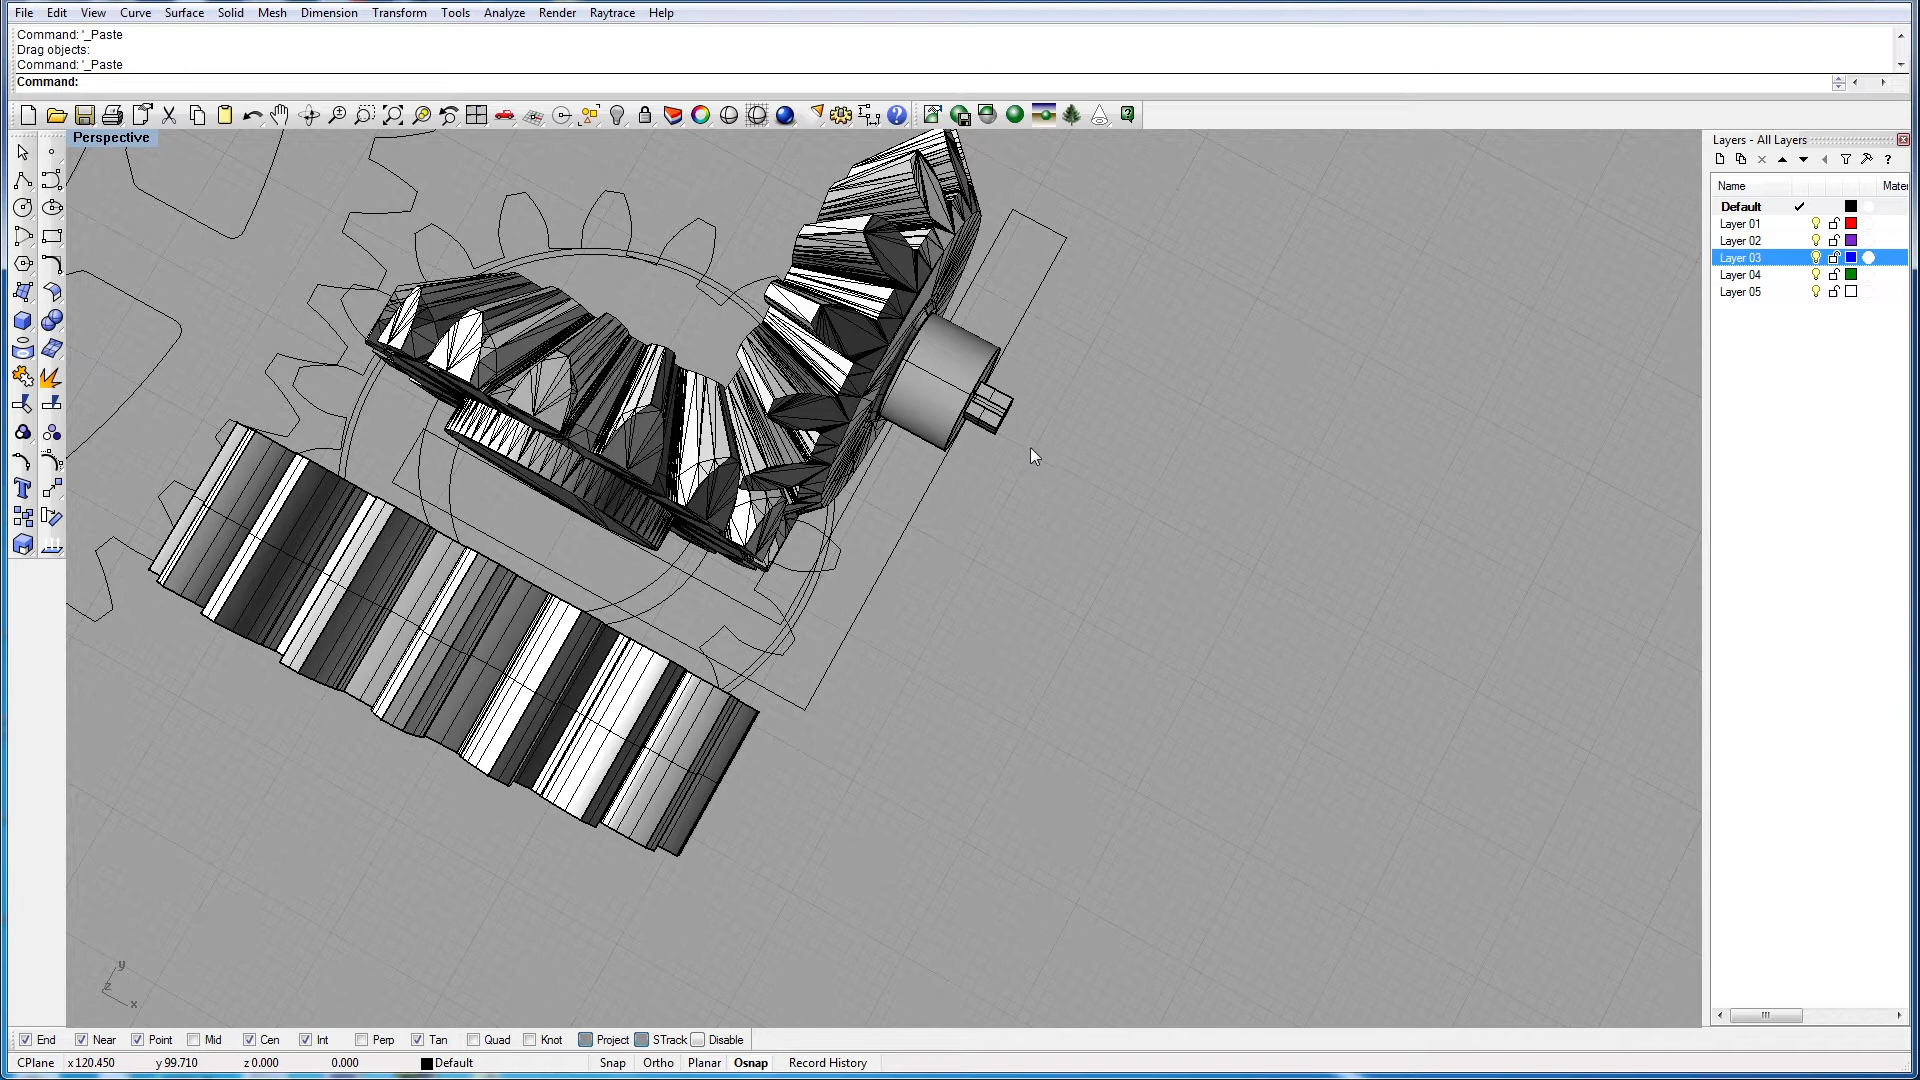 File Edit View Curve Surface Solid Mesh Dimension Transform Tools Analyze Render Raytrace Help
Command: '_Paste
Drag objects:
Command: '_Paste
Command:
Perspective
Layers - All Layers
Name Mater
Default
Layer 01
Layer 02
Layer 03
Layer 04
Layer 05
y
z
x
End Near Point Mid Cen Int Perp Tan Quad Knot Project STrack Disable
CPlane x 120.450 y 99.710 z 0.000 0.000 Default Snap Ortho Planar Osnap Record History